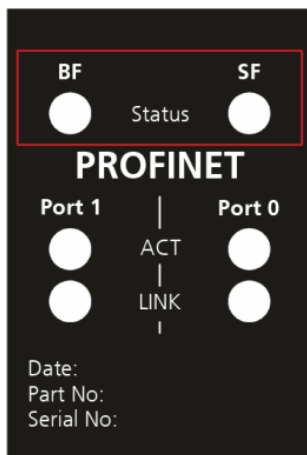 BF SF
Status
PROFINET
Port 1 Port 0
ACT
LINK
Date:
Part No:
Serial No: